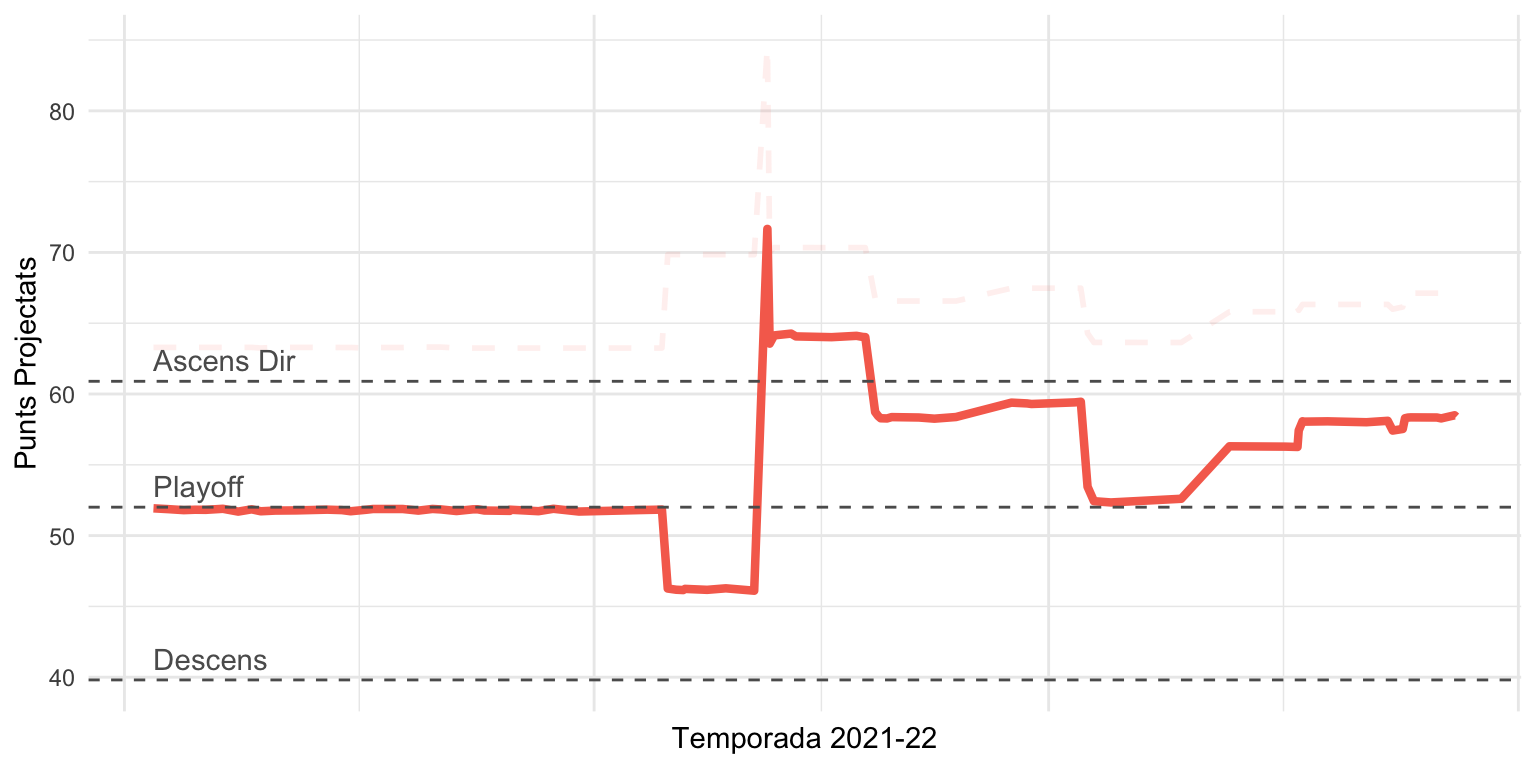 80
70
60
50
40
Punts Projectats
Ascens Dir
Playoff
Descens
Temporada 2021-22